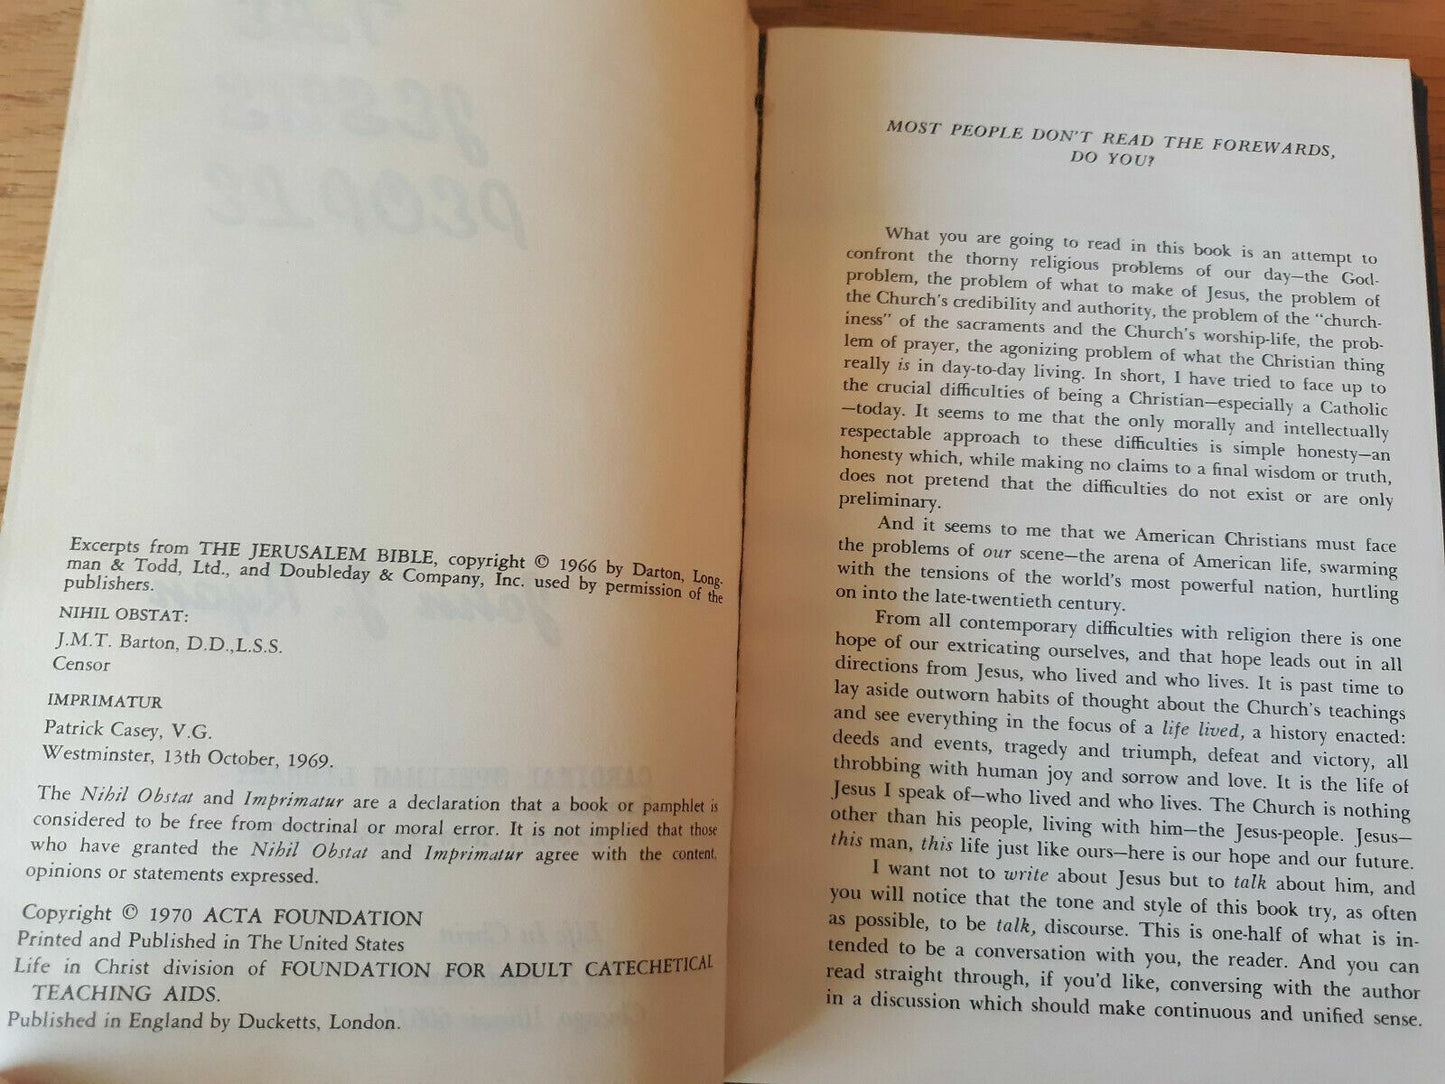 Excerpts from THE JERUSALEM BIBLE, copyright © 1966 by Darton, Long-
man & Todd, Ltd., and Doubleday & Company, Inc. used by permission of the
publishers.
NIHIL OBSTAT:
J.M.T. Barton, D.D.,L.S.S.
Censor
IMPRIMATUR
Patrick Casey, V.G.
Westminster, 13th October, 1969.
The Nihil Obstat and Imprimatur are a declaration that a book or pamphlet is
considered to be free from doctrinal or moral error. It is not implied that those
who have granted the Nihil Obstat and Imprimatur agree with the content,
opinions or statements expressed.
Copyright © 1970 ACTA FOUNDATION
Printed and Published in The United States
Life in Christ division of FOUNDATION FOR ADULT CATECHETICAL
TEACHING AIDS.
Published in England by Ducketts, London.
MOST PEOPLE DON'T READ THE FOREWARDS,
DO YOU?
What you are going to read in this book is an attempt to
confront the thorny religious problems of our day—the God-
problem, the problem of what to make of Jesus, the problem of
the Church's credibility and authority, the problem of the "church-
iness" of the sacraments and the Church's worship-life, the prob-
lem of prayer, the agonizing problem of what the Christian thing
really is in day-to-day living. In short, I have tried to face up to
the crucial difficulties of being a Christian—especially a Catholic
—today. It seems to me that the only morally and intellectually
respectable approach to these difficulties is simple honesty—an
honesty which, while making no claims to a final wisdom or truth,
does not pretend that the difficulties do not exist or are only
preliminary.
And it seems to me that we American Christians must face
the problems of our scene—the arena of American life, swarming
with the tensions of the world's most powerful nation, hurtling
on into the late-twentieth century.
From all contemporary difficulties with religion there is one
hope of our extricating ourselves, and that hope leads out in all
directions from Jesus, who lived and who lives. It is past time to
lay aside outworn habits of thought about the Church's teachings
and see everything in the focus of a life lived, a history enacted:
deeds and events, tragedy and triumph, defeat and victory, all
throbbing with human joy and sorrow and love. It is the life of
Jesus I speak of—who lived and who lives. The Church is nothing
other than his people, living with him—the Jesus-people. Jesus—
this man, this life just like ours—here is our hope and our future.
I want not to write about Jesus but to talk about him, and
you will notice that the tone and style of this book try, as often
as possible, to be talk, discourse. This is one-half of what is in-
tended to be a conversation with you, the reader. And you can
read straight through, if you'd like, conversing with the author
in a discussion which should make continuous and unified sense.